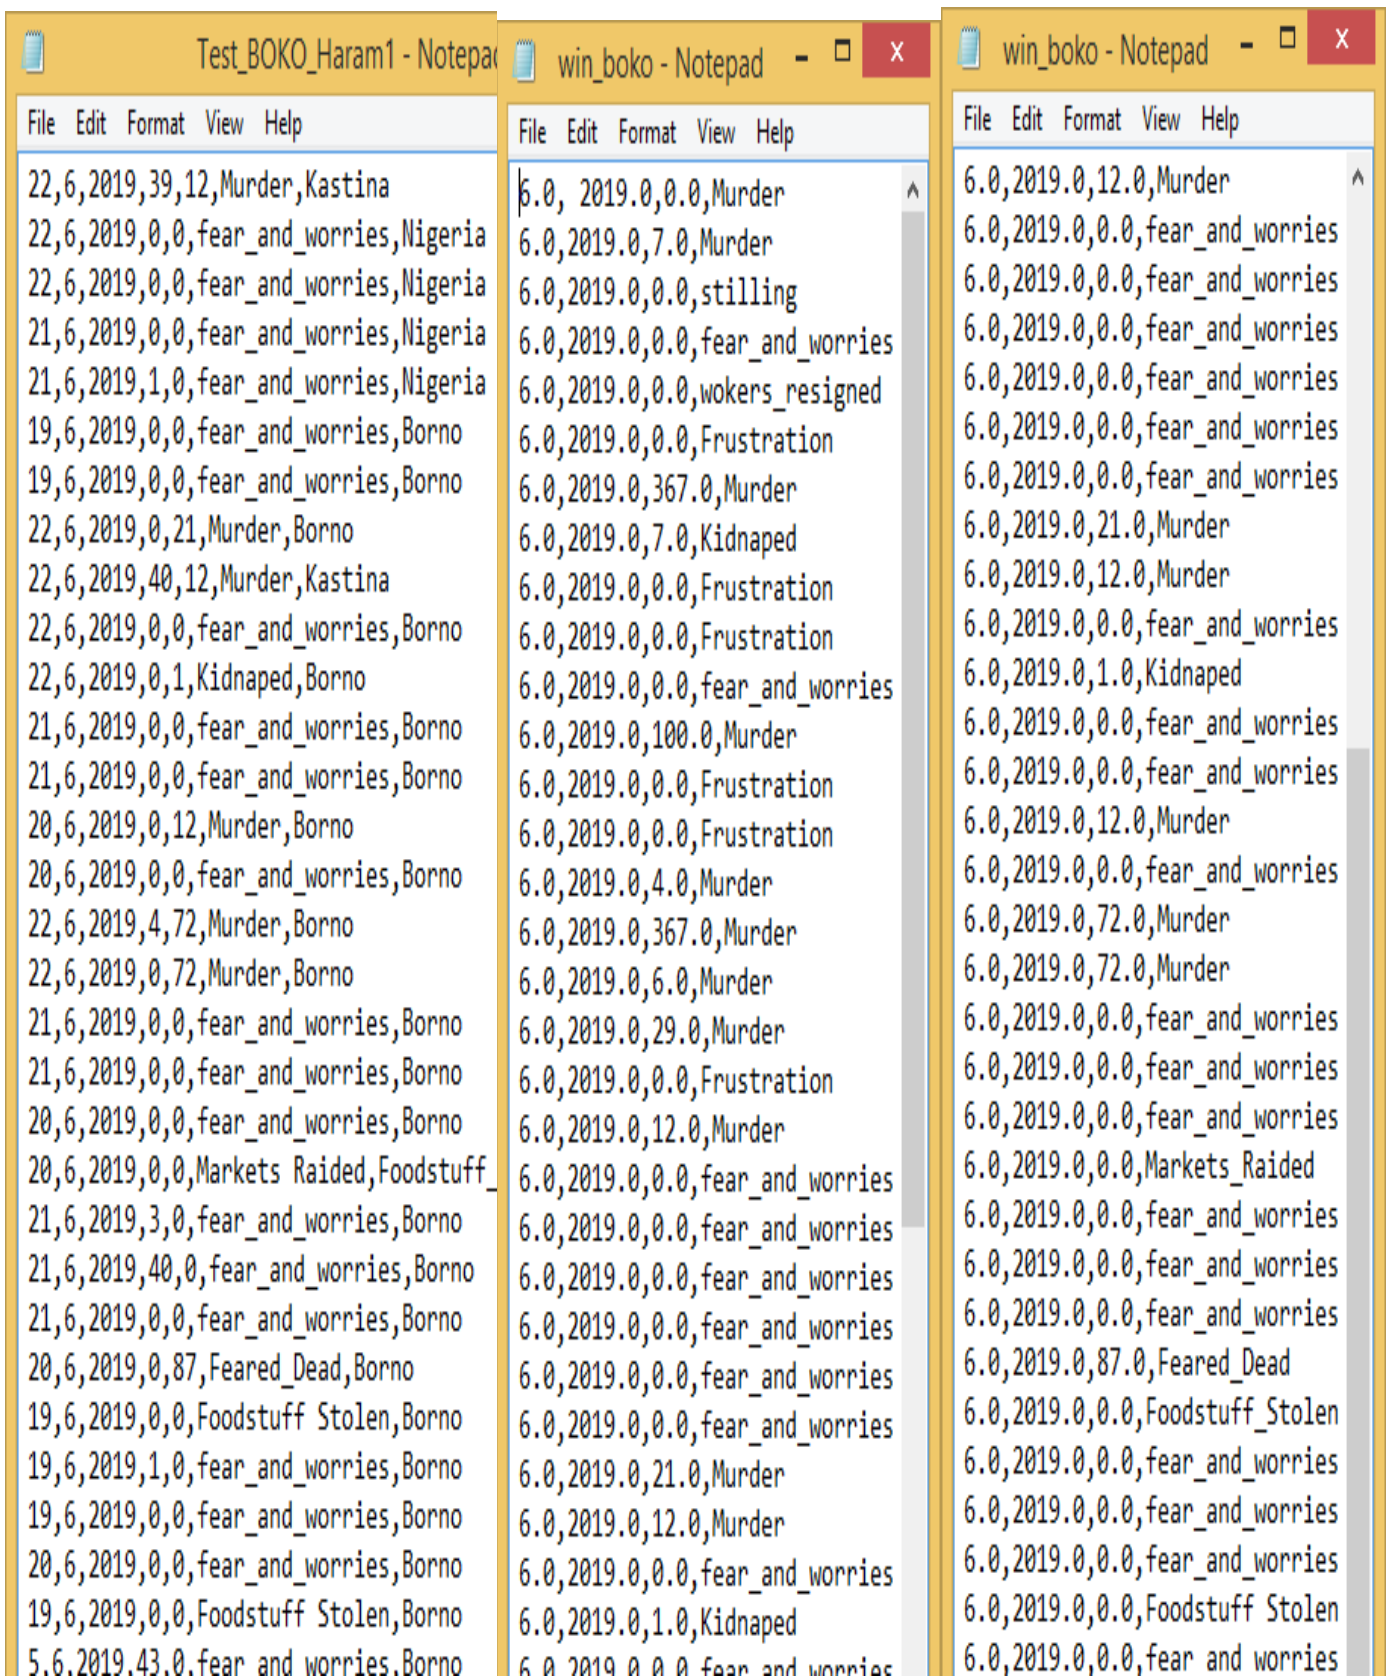 Test_BOKO_Haram1 - Notepad
File Edit Format View Help
22,6,2019,39,12,Murder,Kastina
22,6,2019,0,0,fear_and_worries,Nigeria
22,6,2019,0,0,fear_and_worries,Nigeria
21,6,2019,0,0,fear_and_worries,Nigeria
21,6,2019,1,0,fear_and_worries,Nigeria
19,6,2019,0,0,fear_and_worries,Borno
19,6,2019,0,0,fear_and_worries,Borno
22,6,2019,0,21,Murder,Borno
22,6,2019,40,12,Murder,Kastina
22,6,2019,0,0,fear_and_worries,Borno
22,6,2019,0,1,Kidnaped,Borno
21,6,2019,0,0,fear_and_worries,Borno
21,6,2019,0,0,fear_and_worries,Borno
20,6,2019,0,12,Murder,Borno
20,6,2019,0,0,fear_and_worries,Borno
22,6,2019,4,72,Murder,Borno
22,6,2019,0,72,Murder,Borno
21,6,2019,0,0,fear_and_worries,Borno
21,6,2019,0,0,fear_and_worries,Borno
20,6,2019,0,0,fear_and_worries,Borno
20,6,2019,0,0,Markets Raided,Foodstuff_
21,6,2019,3,0,fear_and_worries,Borno
21,6,2019,40,0,fear_and_worries,Borno
21,6,2019,0,0,fear_and_worries,Borno
20,6,2019,0,87,Feared_Dead,Borno
19,6,2019,0,0,Foodstuff Stolen,Borno
19,6,2019,1,0,fear_and_worries,Borno
19,6,2019,0,0,fear_and_worries,Borno
20,6,2019,0,0,fear_and_worries,Borno
19,6,2019,0,0,Foodstuff Stolen,Borno
5,6,2019,43,0,fear and worries,Borno
win_boko - Notepad
File Edit Format View Help
6.0, 2019.0,0.0,Murder
6.0,2019.0,7.0,Murder
6.0,2019.0,0.0,stilling
6.0,2019.0,0.0,fear_and_worries
6.0,2019.0,0.0,wokers_resigned
6.0,2019.0,0.0,Frustration
6.0,2019.0,367.0,Murder
6.0,2019.0,7.0,Kidnaped
6.0,2019.0,0.0,Frustration
6.0,2019.0,0.0,Frustration
6.0,2019.0,0.0,fear_and_worries
6.0,2019.0,100.0,Murder
6.0,2019.0,0.0,Frustration
6.0,2019.0,0.0,Frustration
6.0,2019.0,4.0,Murder
6.0,2019.0,367.0,Murder
6.0,2019.0,6.0,Murder
6.0,2019.0,29.0,Murder
6.0,2019.0,0.0,Frustration
6.0,2019.0,12.0,Murder
6.0,2019.0,0.0,fear_and_worries
6.0,2019.0,0.0,fear_and_worries
6.0,2019.0,0.0,fear_and_worries
6.0,2019.0,0.0,fear_and_worries
6.0,2019.0,0.0,fear_and_worries
6.0,2019.0,0.0,fear_and_worries
6.0,2019.0,21.0,Murder
6.0,2019.0,12.0,Murder
6.0,2019.0,0.0,fear_and_worries
6.0,2019.0,1.0,Kidnaped
6.0,2019.0,0.0,fear and worries
win_boko - Notepad
File Edit Format View Help
6.0,2019.0,12.0,Murder
6.0,2019.0,0.0,fear_and_worries
6.0,2019.0,0.0,fear_and_worries
6.0,2019.0,0.0,fear_and_worries
6.0,2019.0,0.0,fear_and_worries
6.0,2019.0,0.0,fear_and_worries
6.0,2019.0,0.0,fear_and_worries
6.0,2019.0,21.0,Murder
6.0,2019.0,12.0,Murder
6.0,2019.0,0.0,fear_and_worries
6.0,2019.0,1.0,Kidnaped
6.0,2019.0,0.0,fear_and_worries
6.0,2019.0,0.0,fear_and_worries
6.0,2019.0,12.0,Murder
6.0,2019.0,0.0,fear_and_worries
6.0,2019.0,72.0,Murder
6.0,2019.0,72.0,Murder
6.0,2019.0,0.0,fear_and_worries
6.0,2019.0,0.0,fear_and_worries
6.0,2019.0,0.0,fear_and_worries
6.0,2019.0,0.0,Markets_Raided
6.0,2019.0,0.0,fear_and_worries
6.0,2019.0,0.0,fear_and_worries
6.0,2019.0,0.0,fear_and_worries
6.0,2019.0,87.0,Feared_Dead
6.0,2019.0,0.0,Foodstuff_Stolen
6.0,2019.0,0.0,fear_and_worries
6.0,2019.0,0.0,fear_and_worries
6.0,2019.0,0.0,fear_and_worries
6.0,2019.0,0.0,Foodstuff Stolen
6.0,2019.0,0.0,fear and worries